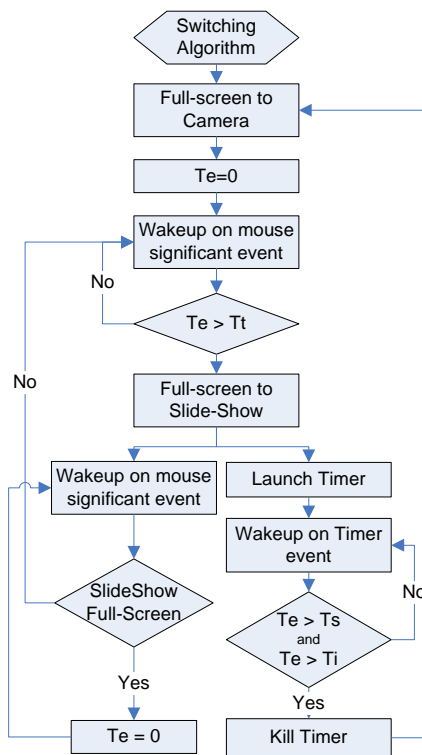 Switching
Algorithm
Full-screen to
Camera
Te=0
Wakeup on mouse
significant event
No
Te > Tt
No
Full-screen to
Slide-Show
Wakeup on mouse
significant event
Launch Timer
Wakeup on Timer
event
SlideShow
Full-Screen
No
Te > Ts
and
Te > Ti
Yes
Yes
Te = 0
Kill Timer